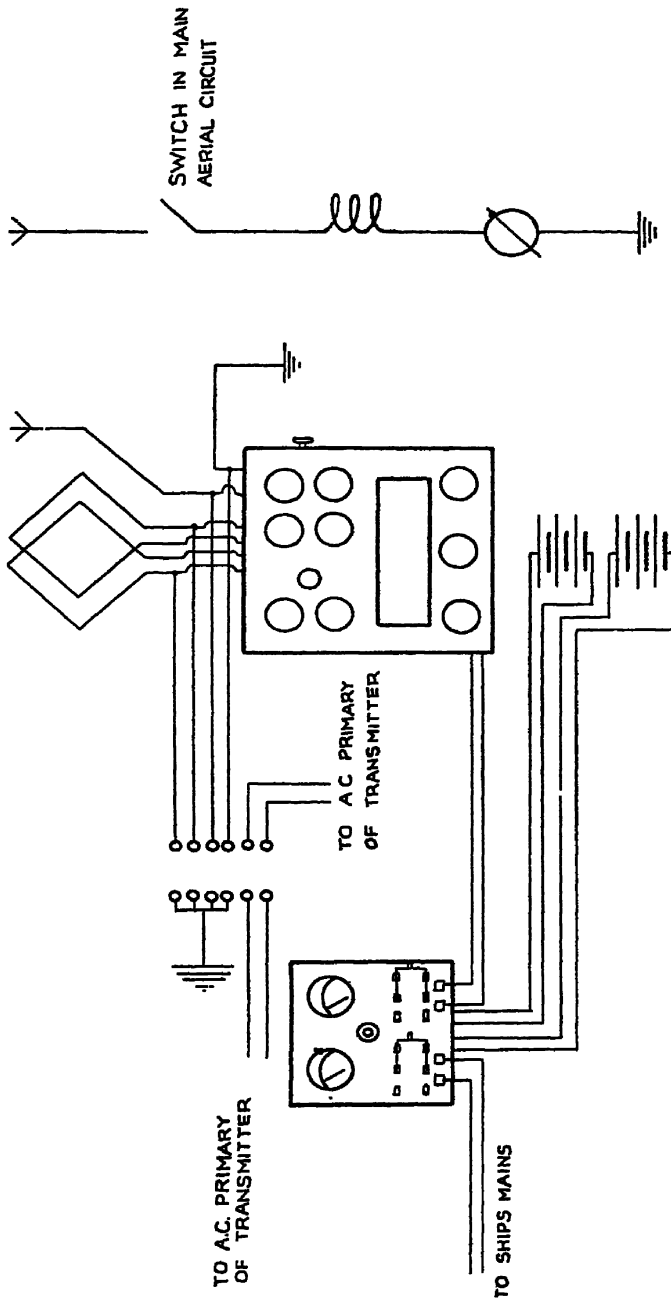 SWITCH IN MAIN
AERIAL CIRCUIT
TO A C PRIMARY
OF TRANSMITTER
TO A.C. PRIMARY
OF TRANSMITTER
TO SHIPS MAINS